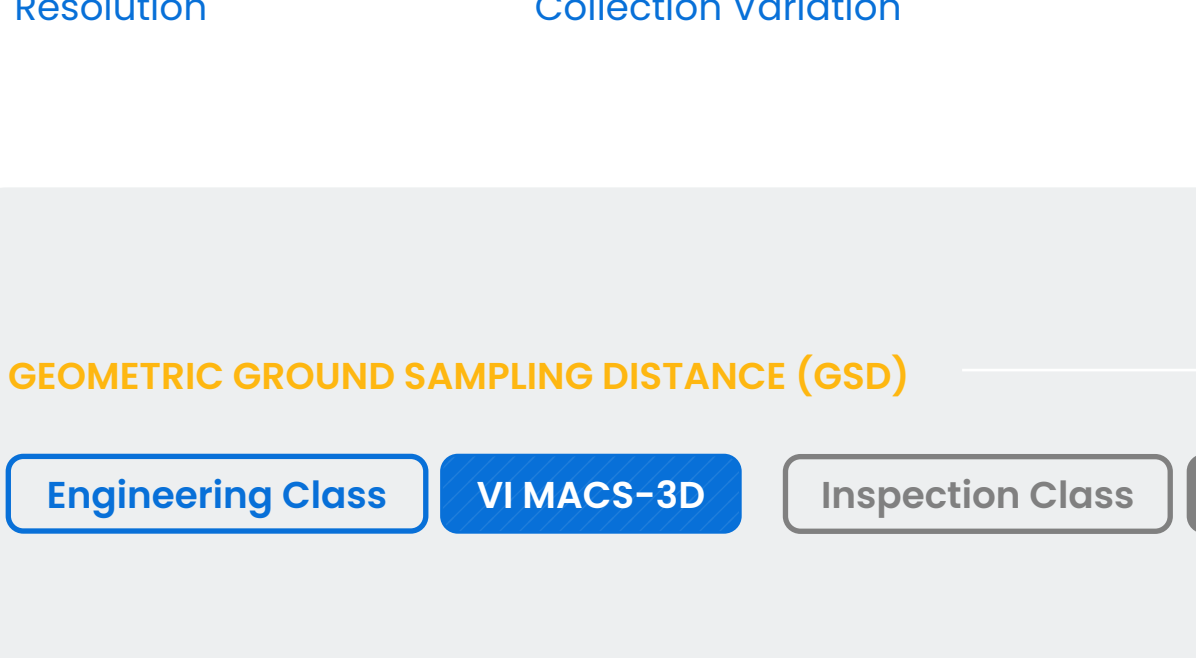 Resolution Collection Variation
GEOMETRIC GROUND SAMPLING DISTANCE (GSD)
Engineering Class VI MACS-3D Inspection Class